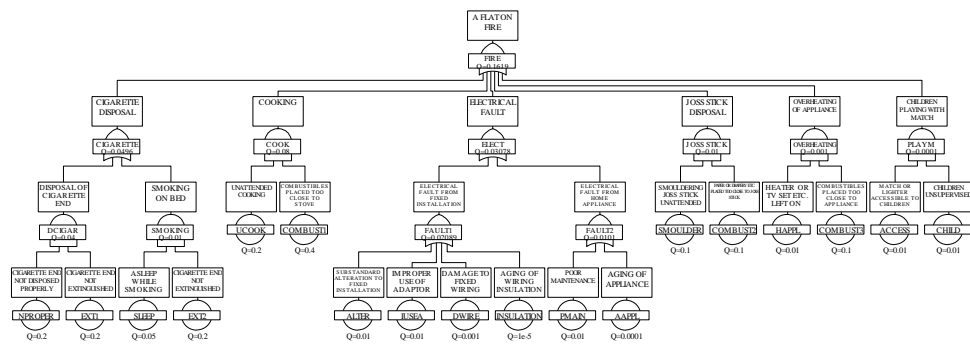 A FLAT ON
FIRE
FIRE
Q=0.1619
CIGARETTE
DISPOSAL
CIGARETTE
Q=0.0496
COOKING
COOK
Q=0.08
ELECTRICAL
FAULT
ELECT
Q=0.03078
JOSS STICK
DISPOSAL
JOSS STICK
Q=0.01
OVERHEATING
OF APPLIANCE
OVERHEATING
Q=0.001
CHILDREN
PLAYING WITH
MATCH
PLAYM
Q=0.0001
DISPOSAL OF
CIGARETTE
END
DCIGAR
Q=0.04
SMOKING
ON BED
SMOKING
Q=0.01
UNATTENDED
COOKING
UCOOK
Q=0.2
COMBUSTIBLES
PLACED TOO
CLOSE TO
STOVE
COMBUSTI
Q=0.4
ELECTRICAL
FAULT FROM
FIXED
INSTALLATION
FAULT1
Q=0.02089
ELECTRICAL
FAULT FROM
HOME
APPLIANCE
FAULT2
Q=0.0101
SMOULDERING
JOSS STICK
UNATTENDED
SMOULDER
Q=0.1
STICK
COMBUST2
Q=0.1
HEATER OR
TV SET ETC.
LEFT ON
HAPPL
Q=0.01
COMBUSTIBLES
PLACED TOO
CLOSE TO
APPLIANCE
COMBUST3
Q=0.1
MATCH OR
LIGHTER
ACCESSIBLE TO
CHILDREN
ACCESS
Q=0.01
CHILDREN
UNSUPERVISED
CHILD
Q=0.01
CIGARETTE END
NOT DISPOSED
PROPERLY
NPROPER
Q=0.2
CIGARETTE END
NOT
EXTINGUISHED
EXT1
Q=0.2
ASLEEP
WHILE
SMOKING
SLEEP
Q=0.05
CIGARETTE END
NOT
EXTINGUISHED
EXT2
Q=0.2
SUBSTANDARD
ALTERATION TO
FIXED
INSTALLATION
ALTER
Q=0.01
IMPROPER
USE OF
ADAPTOR
IUSEA
Q=0.01
DAMAGE TO
FIXED
WIRING
DWIRE
Q=0.001
AGING OF
WIRING
INSULATION
INSULATION
Q=1e-5
POOR
MAINTENANCE
PMAIN
Q=0.01
AGING OF
APPLIANCE
AAPPL
Q=0.0001